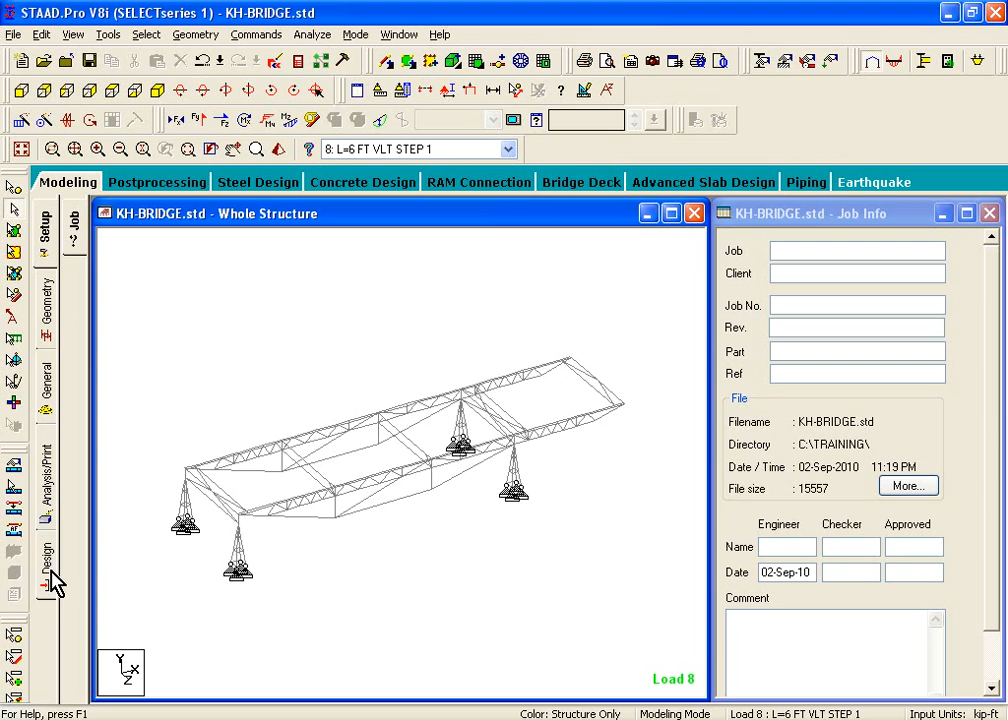 STAAD.Pro V8i (SELECTseries 1) - KH-BRIDGE.std
File Edit View Tools Select Geometry Commands Analyze Mode Window Help
8: L=6 FT VLT STEP 1
Modeling Postprocessing Steel Design Concrete Design RAM Connection Bridge Deck Advanced Slab Design Piping Earthquake
Setup
Geometry
General
Analysis/Print
Design
Job
KH-BRIDGE.std - Whole Structure
Y
X
Z
Load 8
KH-BRIDGE.std - Job Info
Job
Client
Job No.
Rev.
Part
Ref
File
Filename : KH-BRIDGE.std
Directory : C:\TRAINING\
Date / Time : 02-Sep-2010 11:19 PM
File size : 15557 More...
Engineer Checker Approved
Name
Date 02-Sep-10
Comment
For Help, press F1 Color: Structure Only Modeling Mode Load 8 : L=6 FT VLT STEP 1 Input Units: kip-ft